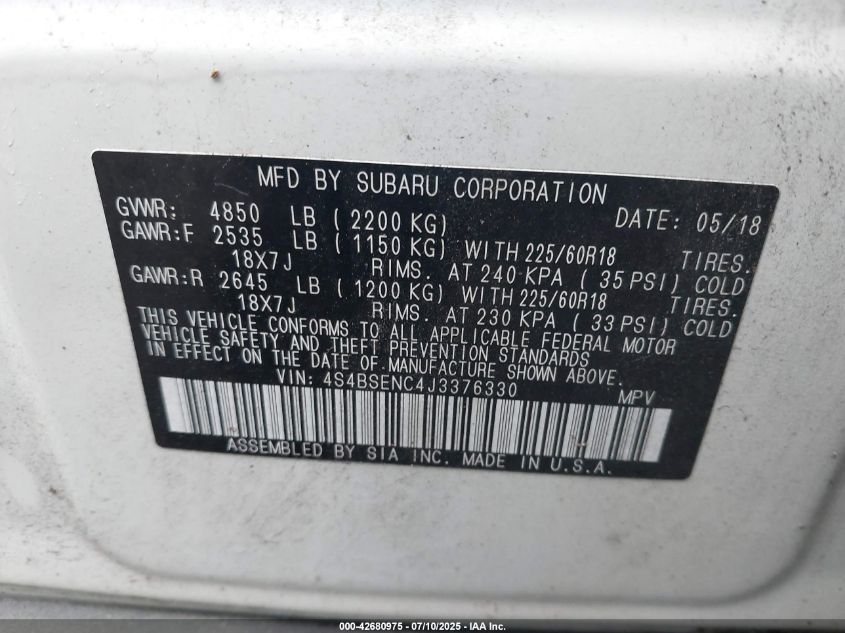 MFD BY SUBARU CORPORATION
GVWR: 4850 LB ( 2200 KG) DATE: 05/18
GAWR:F 2535 LB ( 1150 KG) WITH 225/60R18 TIRES.
18X7J RIMS. AT 240 KPA ( 35 PSI) COLD
GAWR:R 2645 LB ( 1200 KG) WITH 225/60R18 TIRES.
18X7J RIMS. AT 230 KPA ( 33 PSI) COLD
THIS VEHICLE CONFORMS TO ALL APPLICABLE FEDERAL MOTOR
VEHICLE SAFETY AND THEFT PREVENTION STANDARDS
IN EFFECT ON THE DATE OF MANUFACTURE SHOWN ABOVE.
VIN: 4S4BSENC4J3376330 MPV
ASSEMBLED BY SIA INC. MADE IN U.S.A.
000-42680975 - 07/10/2025 - IAA Inc.